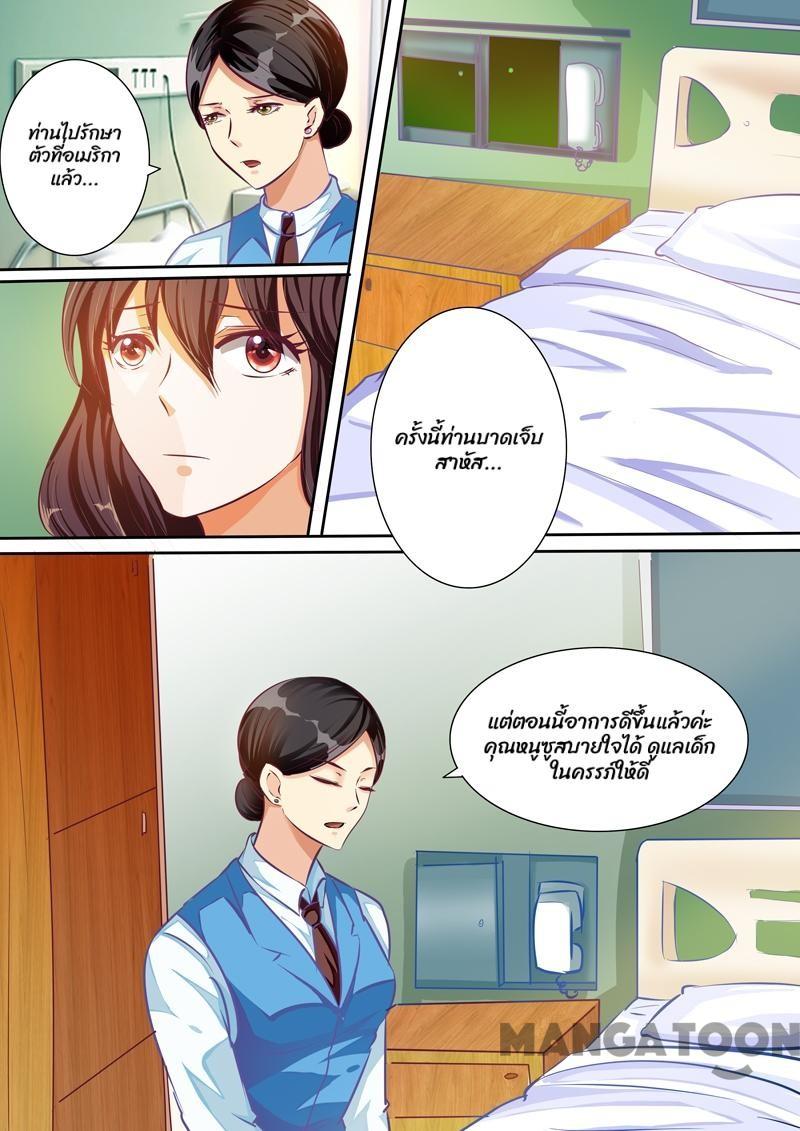 ท่านไปรักษา
ตัวที่อเมริกา
แล้ว...
ครั้งนี้ท่านบาดเจ็บ
สาหัส...
แต่ตอนนี้อาการดีขึ้นแล้วค่ะ
คุณหนูซูสบายใจได้ ดูแลเด็ก
ในครรภ์ให้ดี
MANGATOON